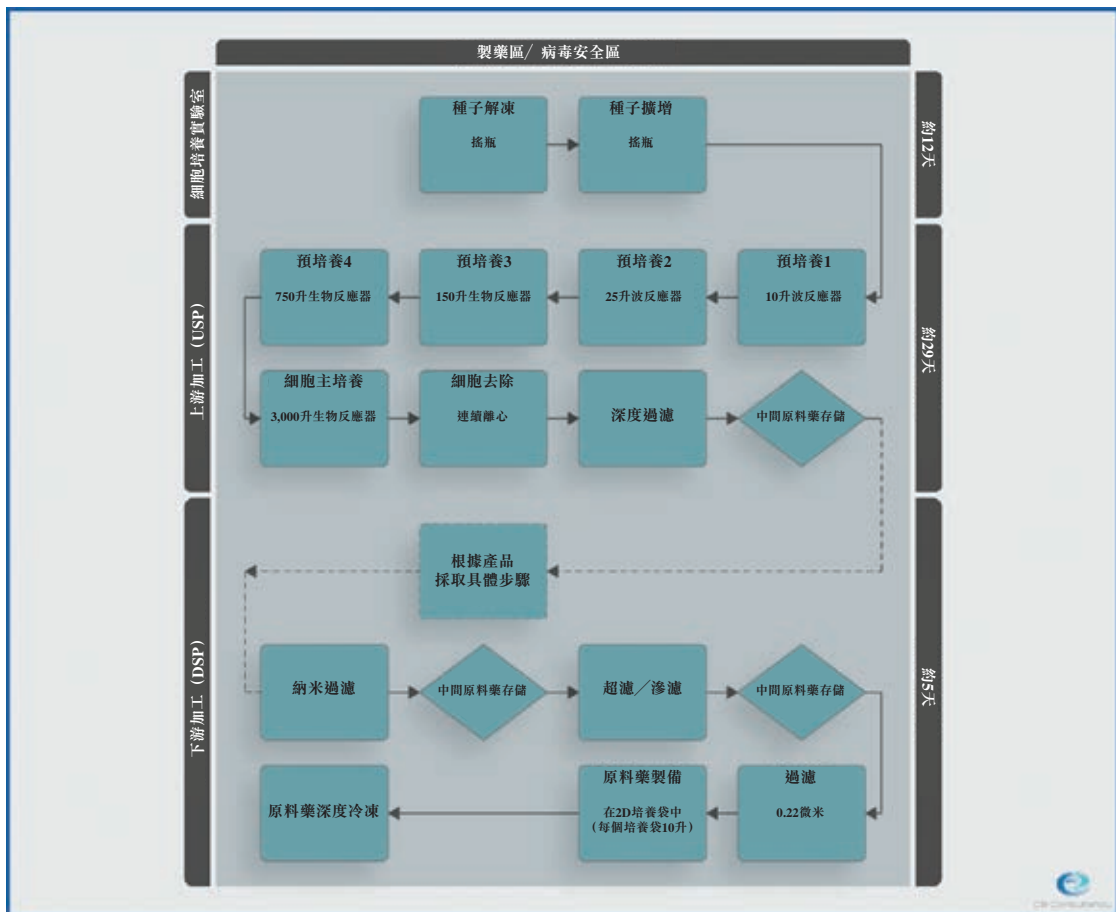 製藥區/ 病毒安全區
細胞培養實驗室
種子解凍
搖瓶
種子擴增
搖瓶
約12天
上游加工（USP）
預培養4
750升生物反應器
預培養3
150升生物反應器
預培養2
25升波反應器
預培養1
10升波反應器
約29天
細胞主培養
3,000升生物反應器
細胞去除
連續離心
深度過濾
中間原料藥存儲
下游加工（DSP）
根據產品
採取具體步驟
約5天
納米過濾
中間原料藥存儲
超濾／滲濾
中間原料藥存儲
原料藥深度冷凍
原料藥製備
在2D培養袋中
（每個培養袋10升）
過濾
0.22微米